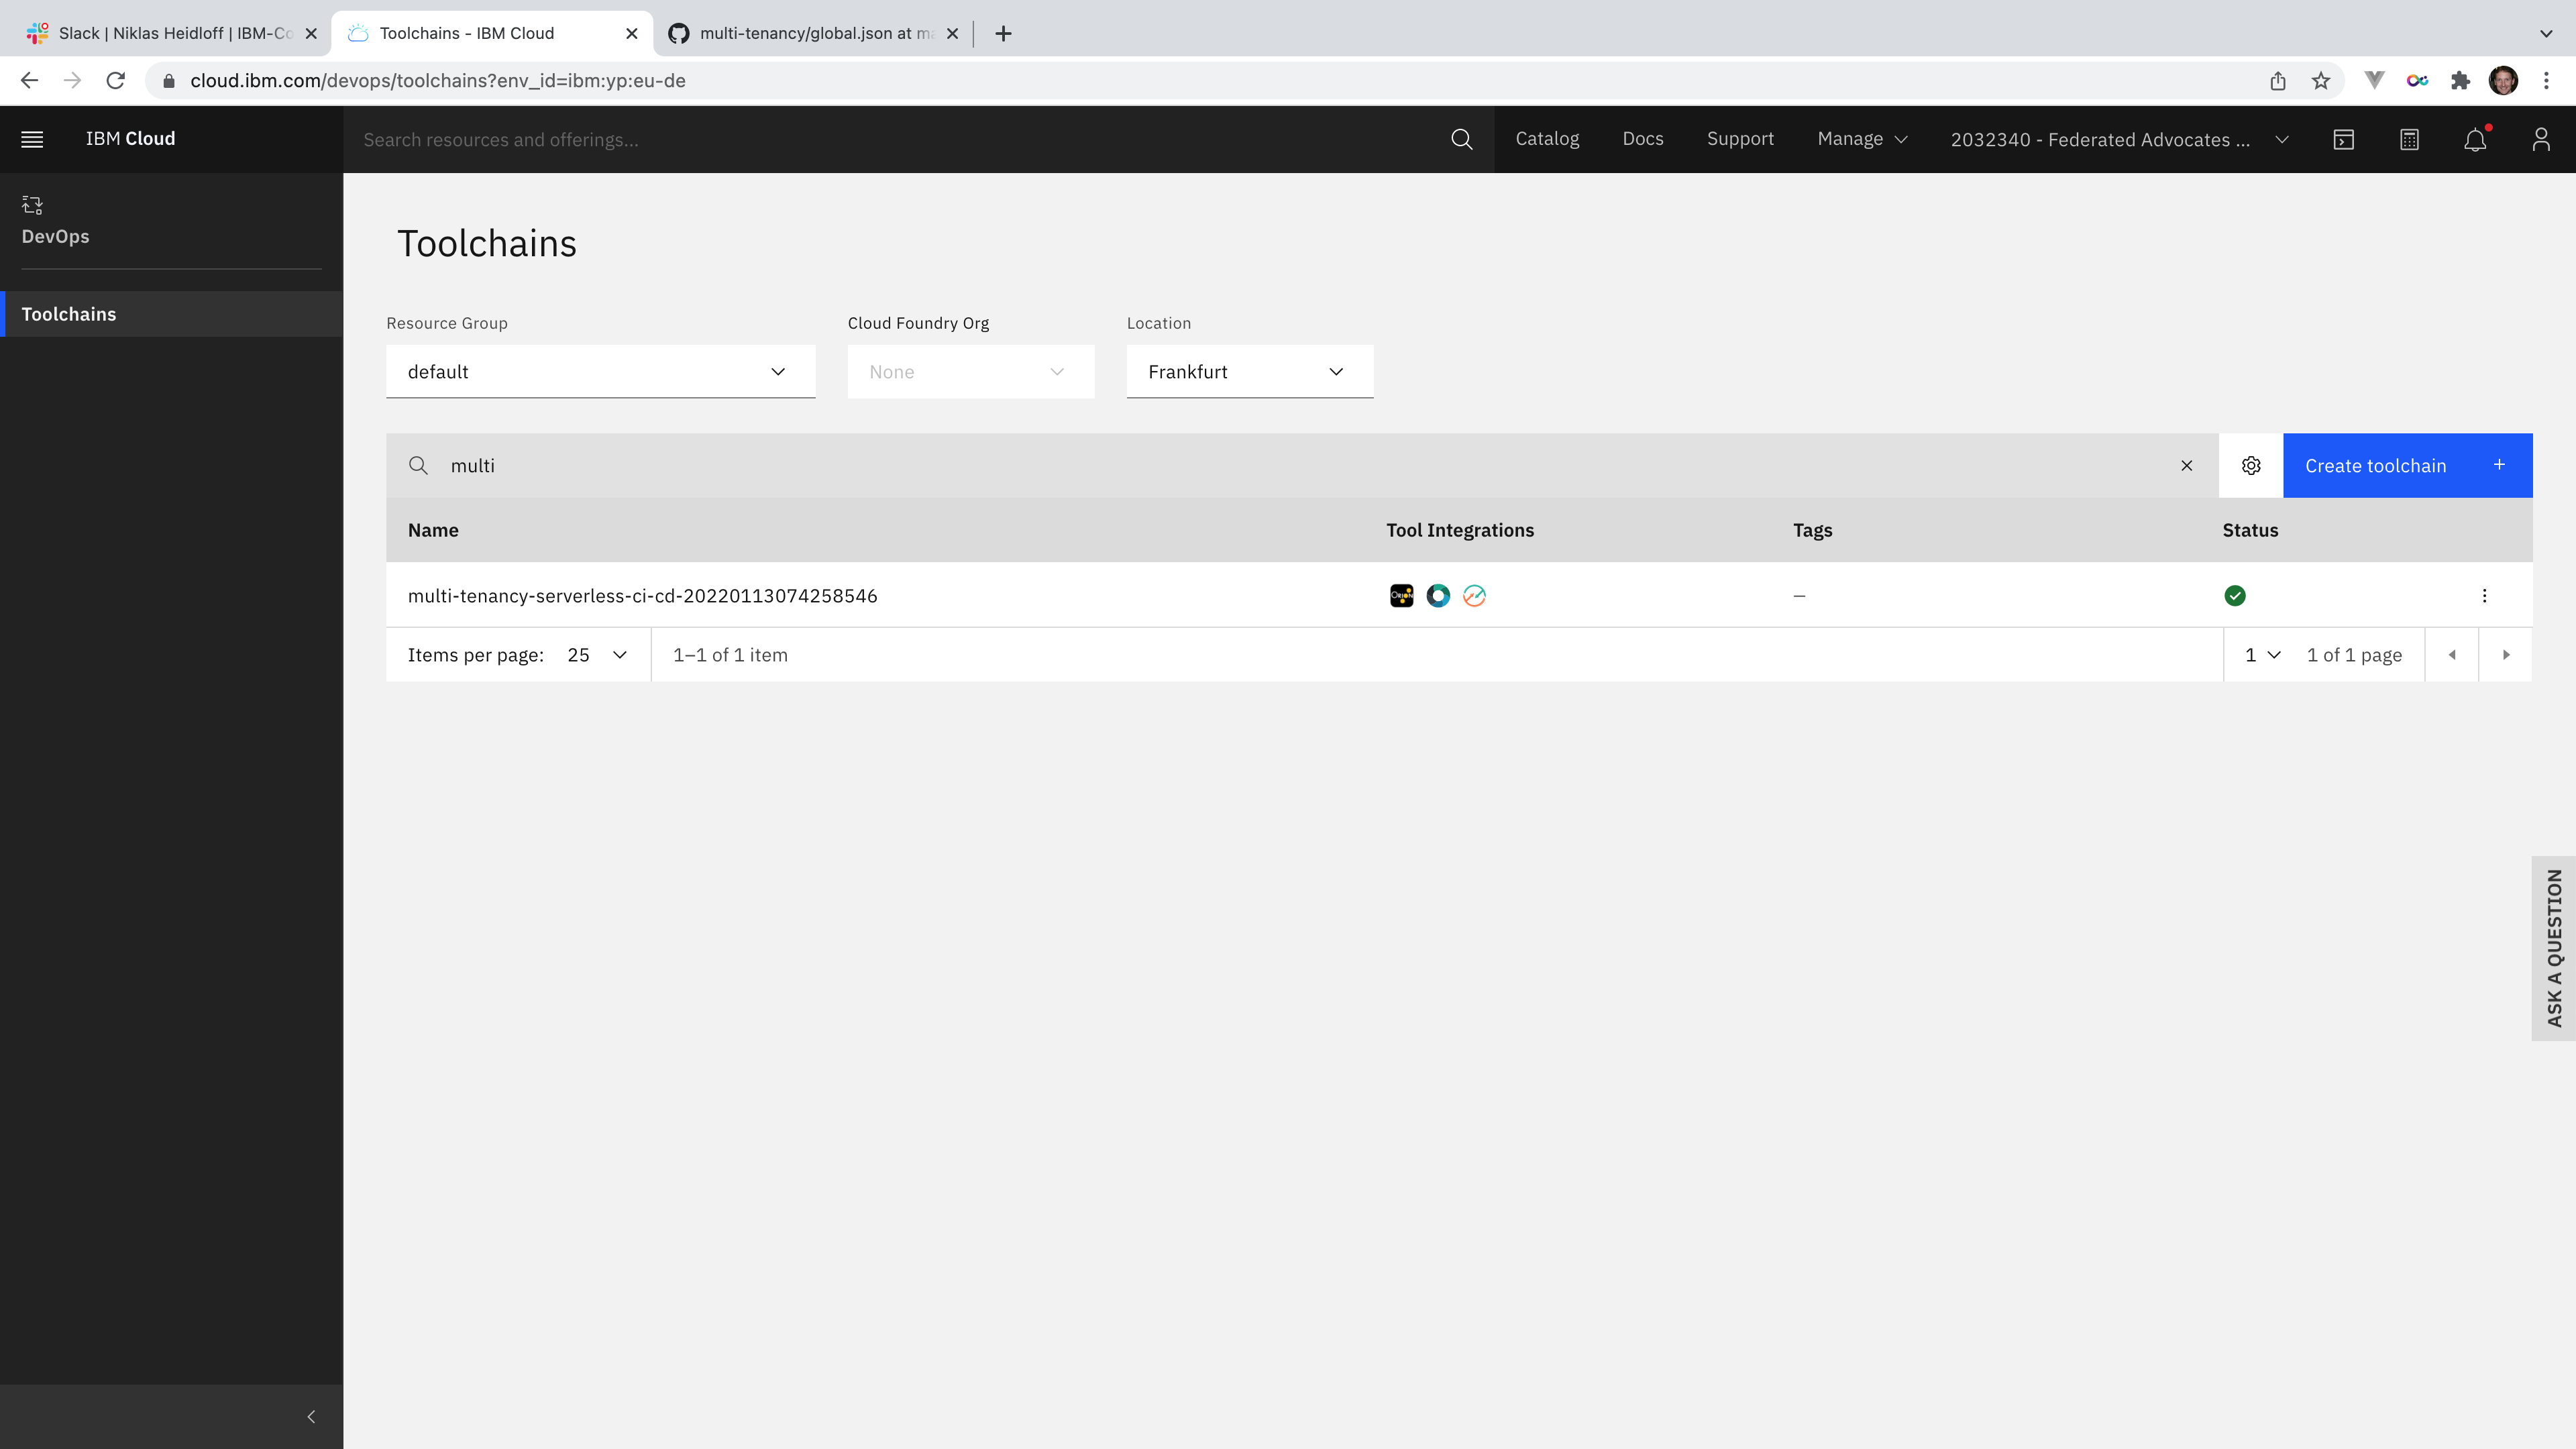 Slack | Niklas Heidloff | IBM-Co
Toolchains - IBM Cloud
multi-tenancy/global.json at ma
cloud.ibm.com/devops/toolchains?env_id=ibm:yp:eu-de
IBM Cloud
Search resources and offerings...
Catalog
Docs
Support
Manage
2032340 - Federated Advocates ...
DevOps
Toolchains
Toolchains
Resource Group
Cloud Foundry Org
Location
default
None
Frankfurt
multi
Create toolchain +
Name
Tool Integrations
Tags
Status
multi-tenancy-serverless-ci-cd-20220113074258546
ORION
–
Items per page: 25
1–1 of 1 item
1
1 of 1 page
ASK A QUESTION